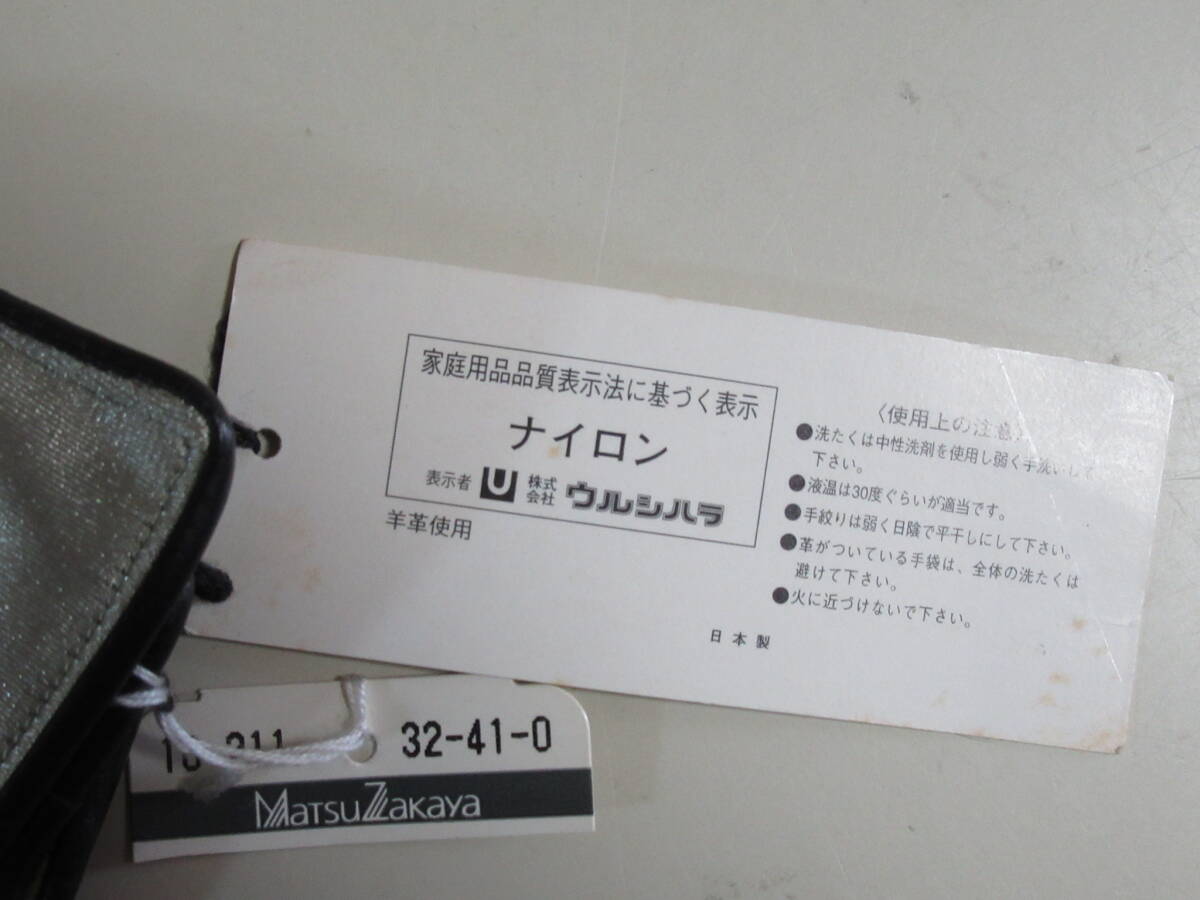 家庭用品品質表示法に基づく表示
ナイロン
表示者 U 株式会社 ウルシハラ
羊革使用
〈使用上の注意〉
●洗たくは中性洗剤を使用し弱く手洗いして
下さい。
●液温は30度ぐらいが適当です。
●手絞りは弱く日陰で平干しにして下さい。
●革がついている手袋は、全体の洗たくは
避けて下さい。
●火に近づけないで下さい。
日本製
32-41-0
MatsuZakaya